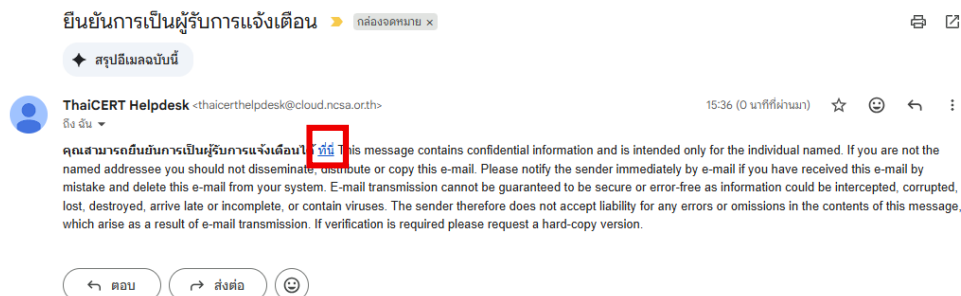 ยืนยันการเป็นผู้รับการแจ้งเตือน กล่องจดหมาย ×
สรุปอีเมลฉบับนี้
ThaiCERT Helpdesk <thaicerthelpdesk@cloud.ncsa.or.th> 15:36 (0 นาทีที่ผ่านมา)
ถึง ฉัน
คุณสามารถยืนยันการเป็นผู้รับการแจ้งเตือนได้ ที่นี่ This message contains confidential information and is intended only for the individual named. If you are not the
named addressee you should not disseminate, distribute or copy this e-mail. Please notify the sender immediately by e-mail if you have received this e-mail by
mistake and delete this e-mail from your system. E-mail transmission cannot be guaranteed to be secure or error-free as information could be intercepted, corrupted,
lost, destroyed, arrive late or incomplete, or contain viruses. The sender therefore does not accept liability for any errors or omissions in the contents of this message,
which arise as a result of e-mail transmission. If verification is required please request a hard-copy version.
ตอบ ส่งต่อ